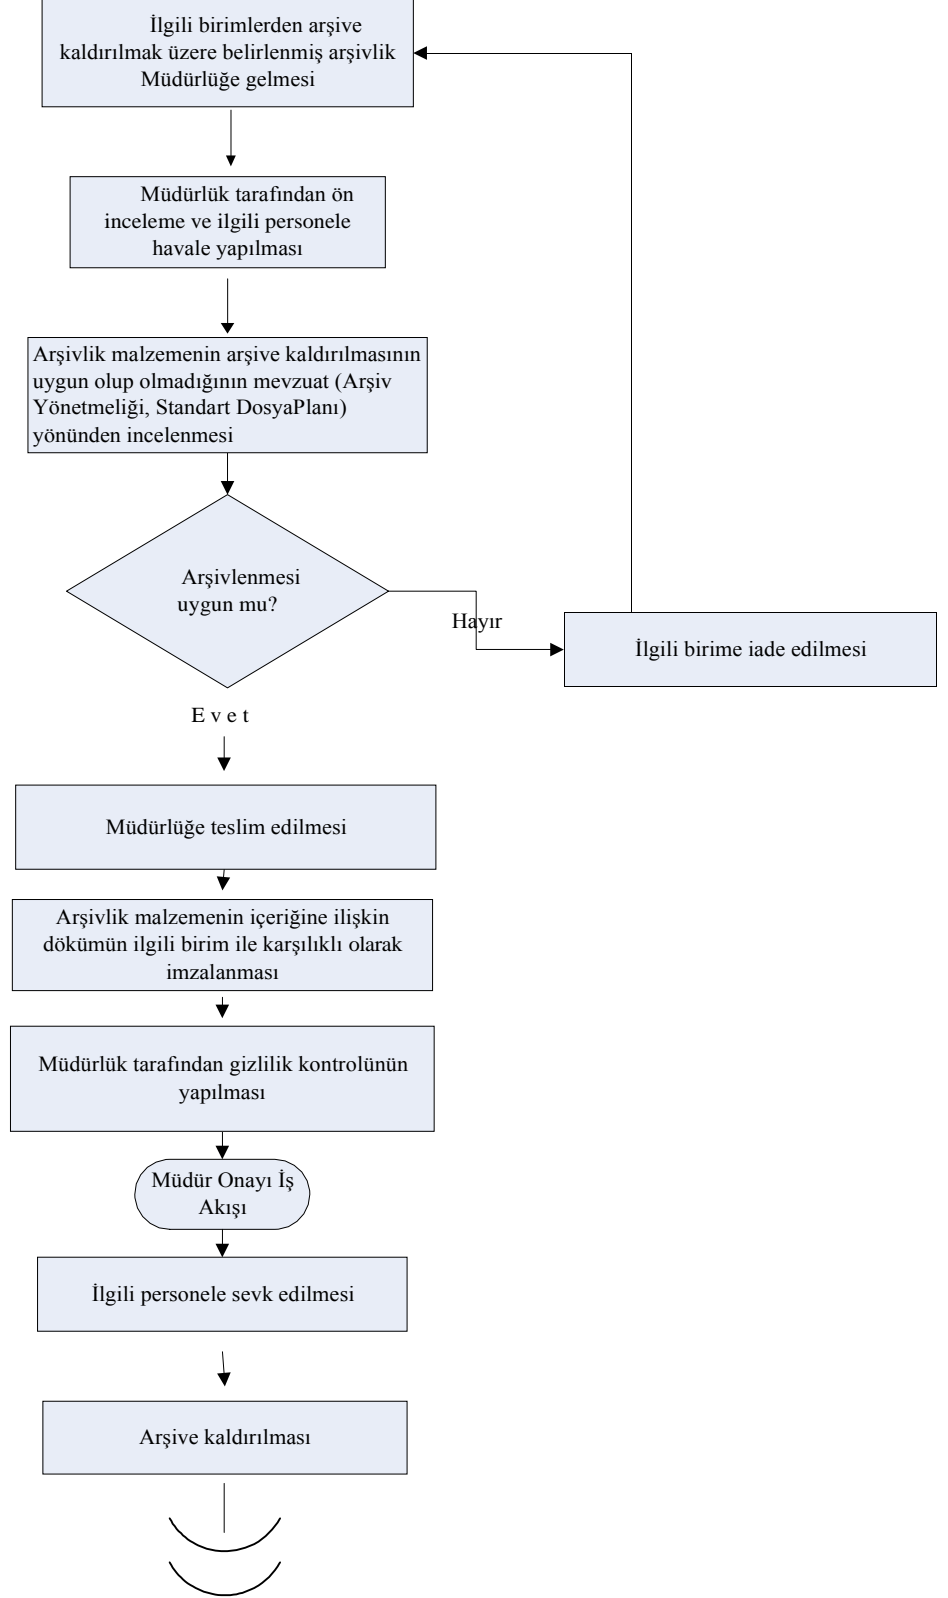 İlgili birimlerden arşive
kaldırılmak üzere belirlenmiş arşivlik
Müdürlüğe gelmesi
Müdürlük tarafından ön
inceleme ve ilgili personele
havale yapılması
Arşivlik malzemenin arşive kaldırılmasının
uygun olup olmadığının mevzuat (Arşiv
Yönetmeliği, Standart DosyaPlanı)
yönünden incelenmesi
Arşivlenmesi
uygun mu?
Hayır
İlgili birime iade edilmesi
E v e t
Müdürlüğe teslim edilmesi
Arşivlik malzemenin içeriğine ilişkin
dökümün ilgili birim ile karşılıklı olarak
imzalanması
Müdürlük tarafından gizlilik kontrolünün
yapılması
Müdür Onayı İş
Akışı
İlgili personele sevk edilmesi
Arşive kaldırılması